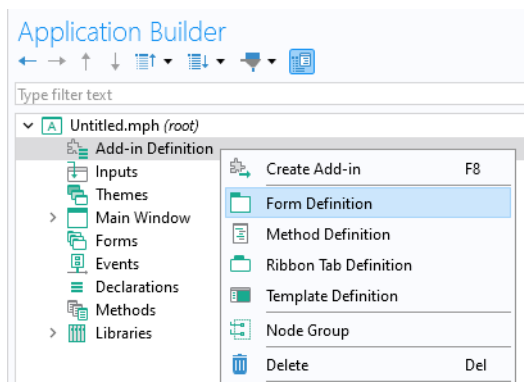 Application Builder
Type filter text
Untitled.mph (root)
Add-in Definition
Inputs
Themes
Main Window
Forms
Events
Declarations
Methods
Libraries
Create Add-in F8
Form Definition
Method Definition
Ribbon Tab Definition
Template Definition
Node Group
Delete Del